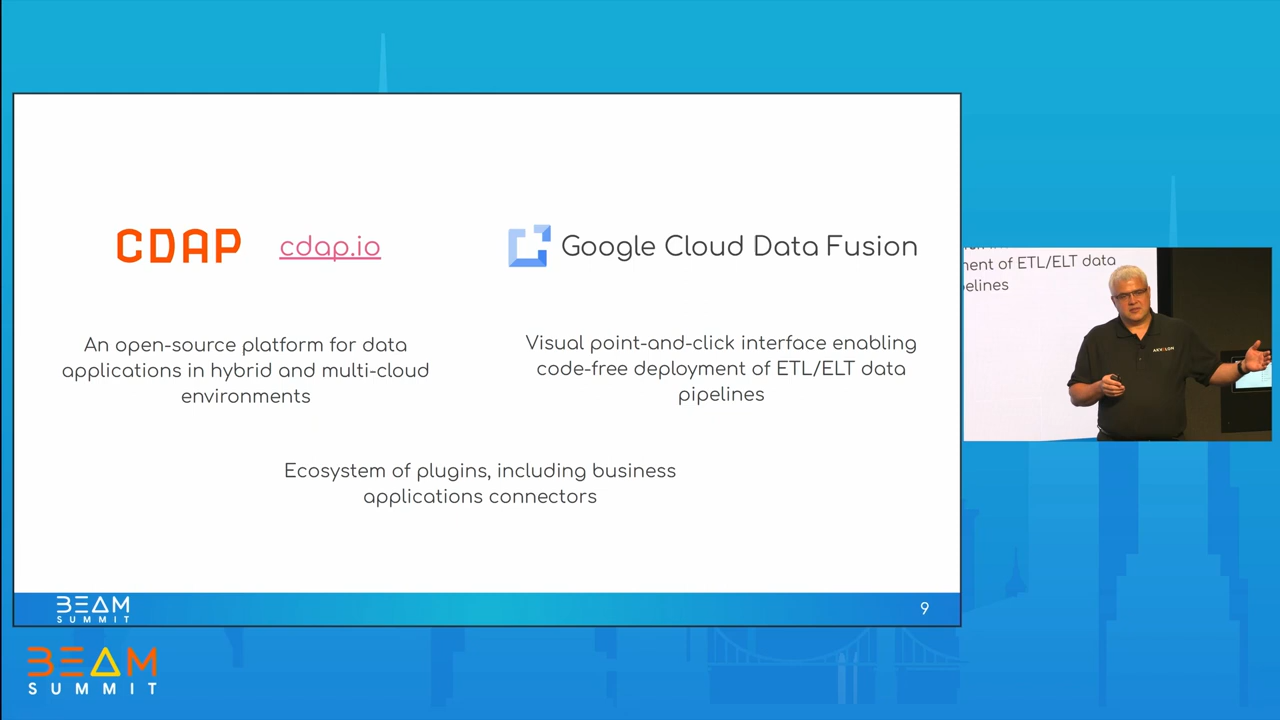 CDAP
cdap.io
Google Cloud Data Fusion
An open-source platform for data
applications in hybrid and multi-cloud
environments
Visual point-and-click interface enabling
code-free deployment of ETL/ELT data
pipelines
Ecosystem of plugins, including business
applications connectors
BEAM
SUMMIT
9
ment of ETL/ELT data
pelines
AKVELON
BEAM
SUMMIT